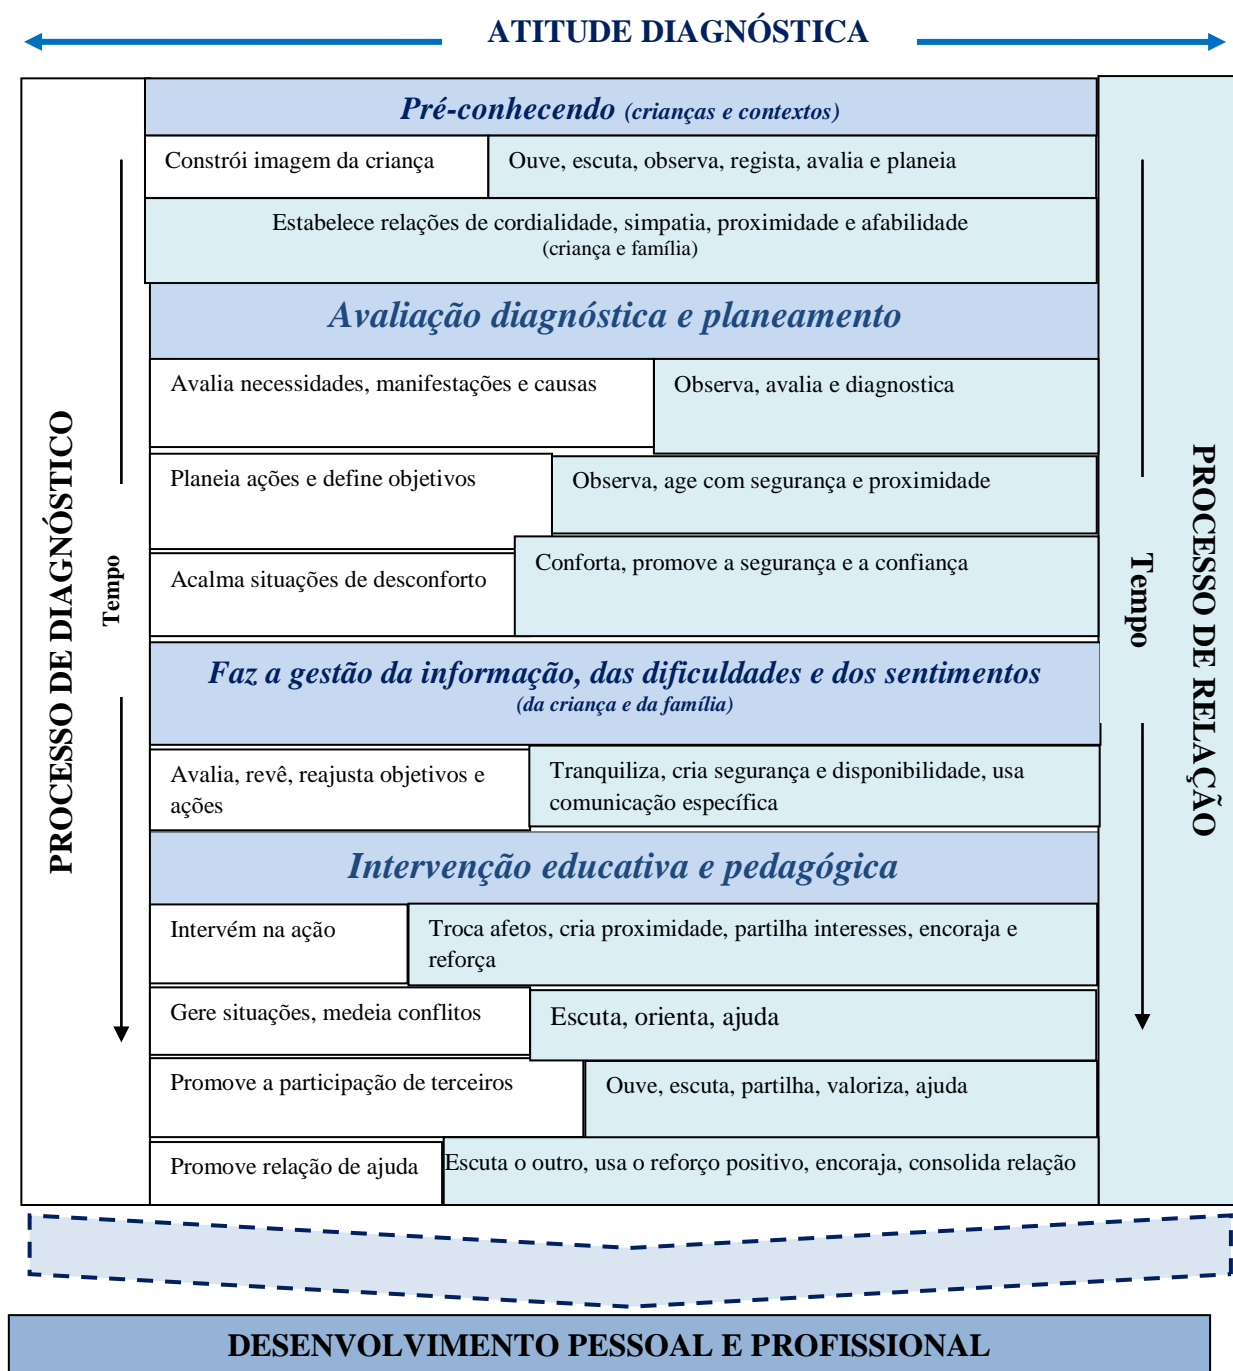 ATITUDE DIAGNÓSTICA
PROCESSO DE DIAGNÓSTICO
Tempo
Pré-conhecendo (crianças e contextos)
Constrói imagem da criança
Ouve, escuta, observa, regista, avalia e planeia
Estabelece relações de cordialidade, simpatia, proximidade e afabilidade
(criança e família)
Avaliação diagnóstica e planeamento
Avalia necessidades, manifestações e causas
Observa, avalia e diagnostica
Planeia ações e define objetivos
Observa, age com segurança e proximidade
Acalma situações de desconforto
Conforta, promove a segurança e a confiança
Faz a gestão da informação, das dificuldades e dos sentimentos
(da criança e da família)
Avalia, revê, reajusta objetivos e
ações
Tranquiliza, cria segurança e disponibilidade, usa
comunicação específica
Intervenção educativa e pedagógica
Intervém na ação
Troca afetos, cria proximidade, partilha interesses, encoraja e
reforça
Gere situações, medeia conflitos
Escuta, orienta, ajuda
Promove a participação de terceiros
Ouve, escuta, partilha, valoriza, ajuda
Promove relação de ajuda
Escuta o outro, usa o reforço positivo, encoraja, consolida relação
Tempo
PROCESSO DE RELAÇÃO
DESENVOLVIMENTO PESSOAL E PROFISSIONAL